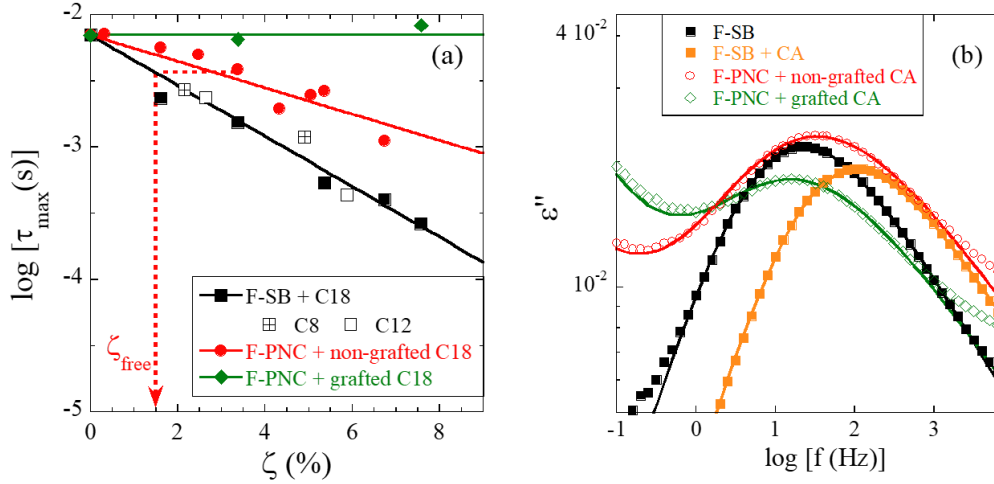 (a)
-2
-3
-4
-5
log [τmax(s)]
F-SB + C18
C8 C12
F-PNC + non-grafted C18
F-PNC + grafted C18
ζfree
0 2 4 6 8
ζ (%)
(b)
F-SB
F-SB + CA
F-PNC + non-grafted CA
F-PNC + grafted CA
4 10⁻²
10⁻²
ε"
-1 0 1 2 3
log [f (Hz)]